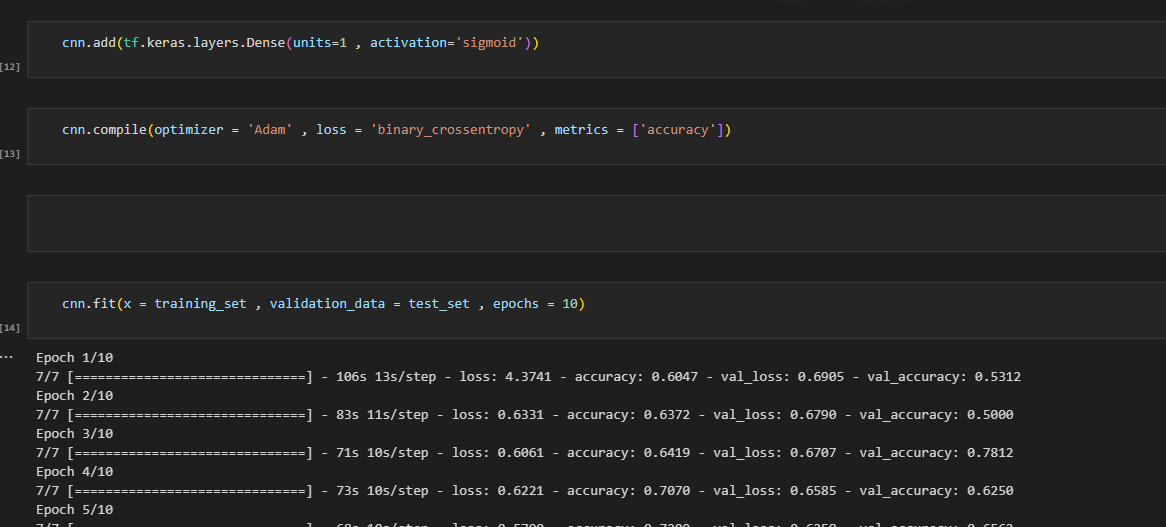 cnn.add(tf.keras.layers.Dense(units=1 , activation='sigmoid'))
[12]
cnn.compile(optimizer = 'Adam' , loss = 'binary_crossentropy' , metrics = ['accuracy'])
[13]
cnn.fit(x = training_set , validation_data = test_set , epochs = 10)
[14]
...
Epoch 1/10
7/7 [==============================] - 106s 13s/step - loss: 4.3741 - accuracy: 0.6047 - val_loss: 0.6905 - val_accuracy: 0.5312
Epoch 2/10
7/7 [==============================] - 83s 11s/step - loss: 0.6331 - accuracy: 0.6372 - val_loss: 0.6790 - val_accuracy: 0.5000
Epoch 3/10
7/7 [==============================] - 71s 10s/step - loss: 0.6061 - accuracy: 0.6419 - val_loss: 0.6707 - val_accuracy: 0.7812
Epoch 4/10
7/7 [==============================] - 73s 10s/step - loss: 0.6221 - accuracy: 0.7070 - val_loss: 0.6585 - val_accuracy: 0.6250
Epoch 5/10